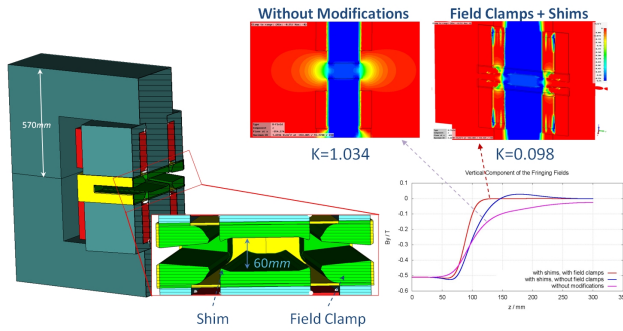 Without Modifications
Field Clamps + Shims
570mm
K=1.034
K=0.098
Vertical Component of the Fringing Fields
0.1
0
-0.1
-0.2
-0.3
-0.4
-0.5
-0.6
By / T
0
50
100
150
200
250
300
z / mm
with shims, with field clamps
with shims, without field clamps
without modifications
60mm
Shim
Field Clamp